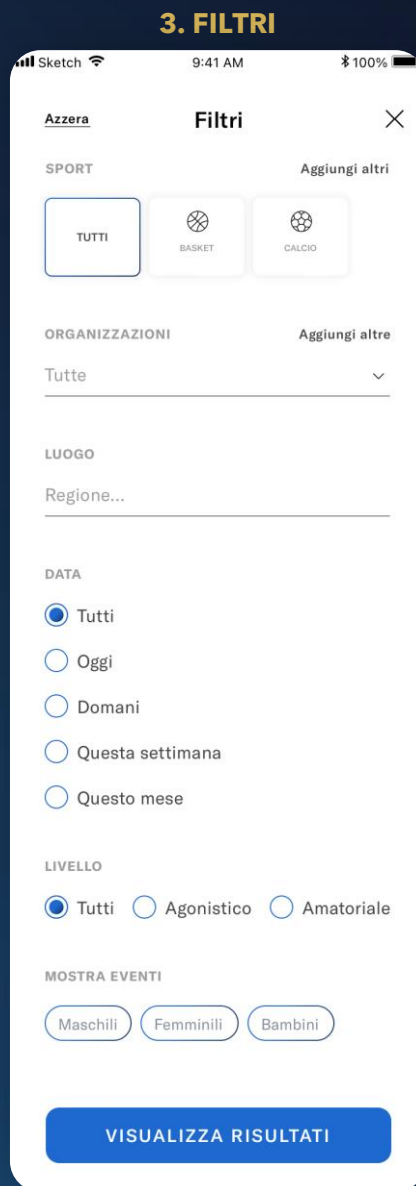 3. FILTRI
Sketch 9:41 AM 100%
Azzera Filtri
SPORT Aggiungi altri
TUTTI BASKET CALCIO
ORGANIZZAZIONI Aggiungi altre
Tutte
LUOGO
Regione...
DATA
Tutti
Oggi
Domani
Questa settimana
Questo mese
LIVELLO
Tutti Agonistico Amatoriale
MOSTRA EVENTI
Maschili Femminili Bambini
VISUALIZZA RISULTATI